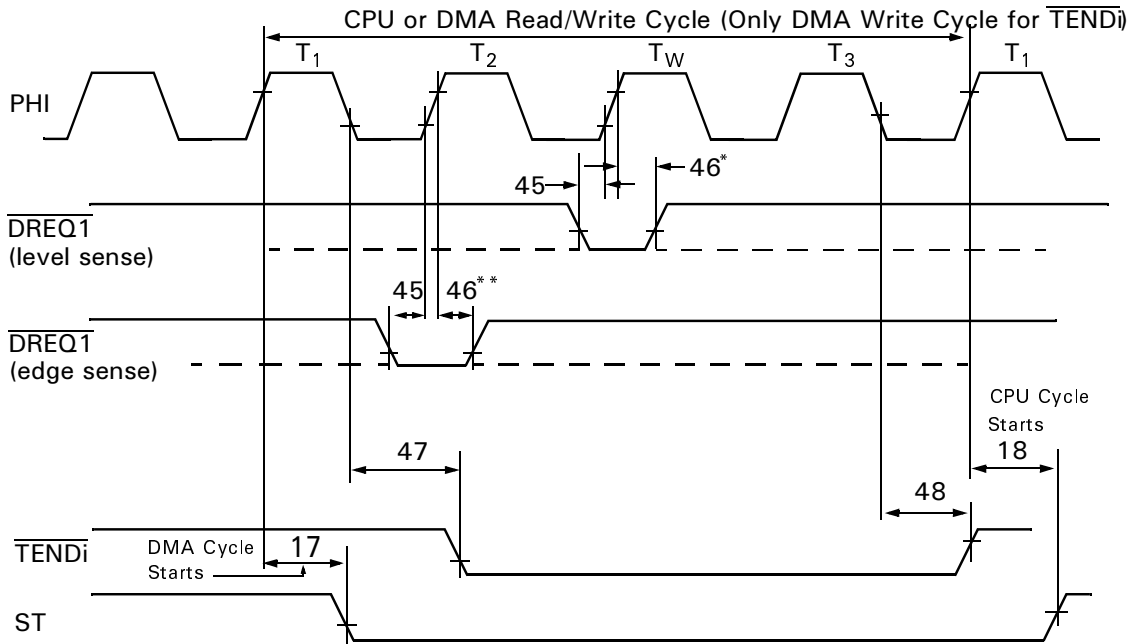 CPU or DMA Read/Write Cycle (Only DMA Write Cycle for TENDi)
T1 T2 TW T3 T1
PHI
45 46*
DREQ1
(level sense)
45 46**
DREQ1
(edge sense)
CPU Cycle
Starts
18
47
48
TENDi
DMA Cycle
Starts
17
ST